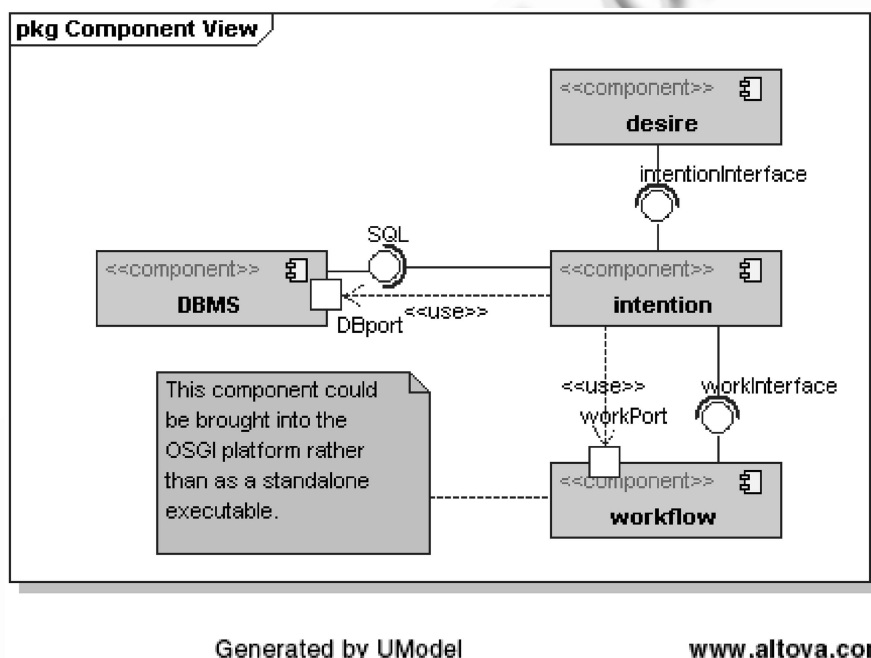 pkg Component View
<<component>>
desire
intentionInterface
SQL
<<component>>
DBMS
<<component>>
intention
<<use>>
DBport
This component could
be brought into the
OSGI platform rather
than as a standalone
executable.
<<use>>
workInterface
workPort
<<component>>
workflow
Generated by UModel
www.altova.com